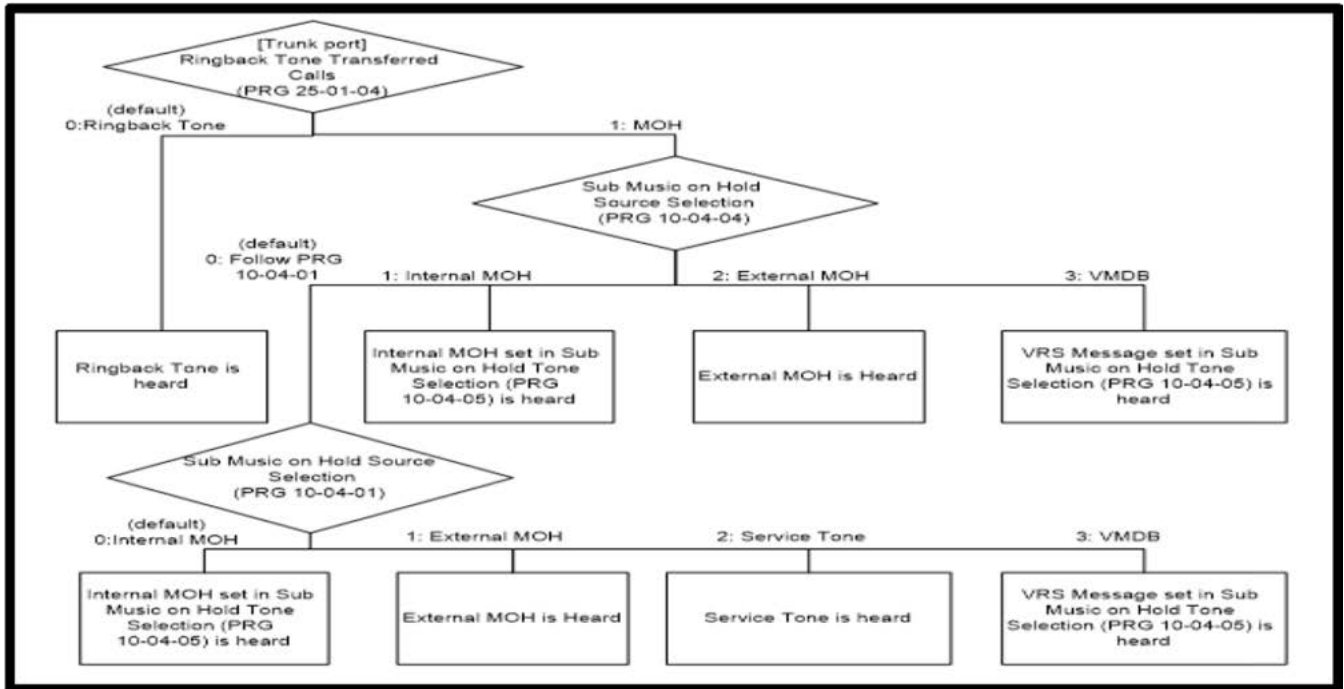 [Trunk port]
Ringback Tone Transferred
Calls
(PRG 25-01-04)
(default)
0:Ringback Tone
1: MOH
Sub Music on Hold
Source Selection
(PRG 10-04-04)
(default)
0: Follow PRG
10-04-01
1: Internal MOH
2: External MOH
3: VMDB
Ringback Tone is
heard
Internal MOH set in Sub
Music on Hold Tone
Selection (PRG
10-04-05) is heard
External MOH is Heard
VRS Message set in Sub
Music on Hold Tone
Selection (PRG 10-04-05) is
heard
Sub Music on Hold Source
Selection
(PRG 10-04-01)
(default)
0:Internal MOH
1: External MOH
2: Service Tone
3: VMDB
Internal MOH set in Sub
Music on Hold Tone
Selection (PRG
10-04-05) is heard
External MOH is Heard
Service Tone is heard
VRS Message set in Sub
Music on Hold Tone
Selection (PRG 10-04-05) is
heard